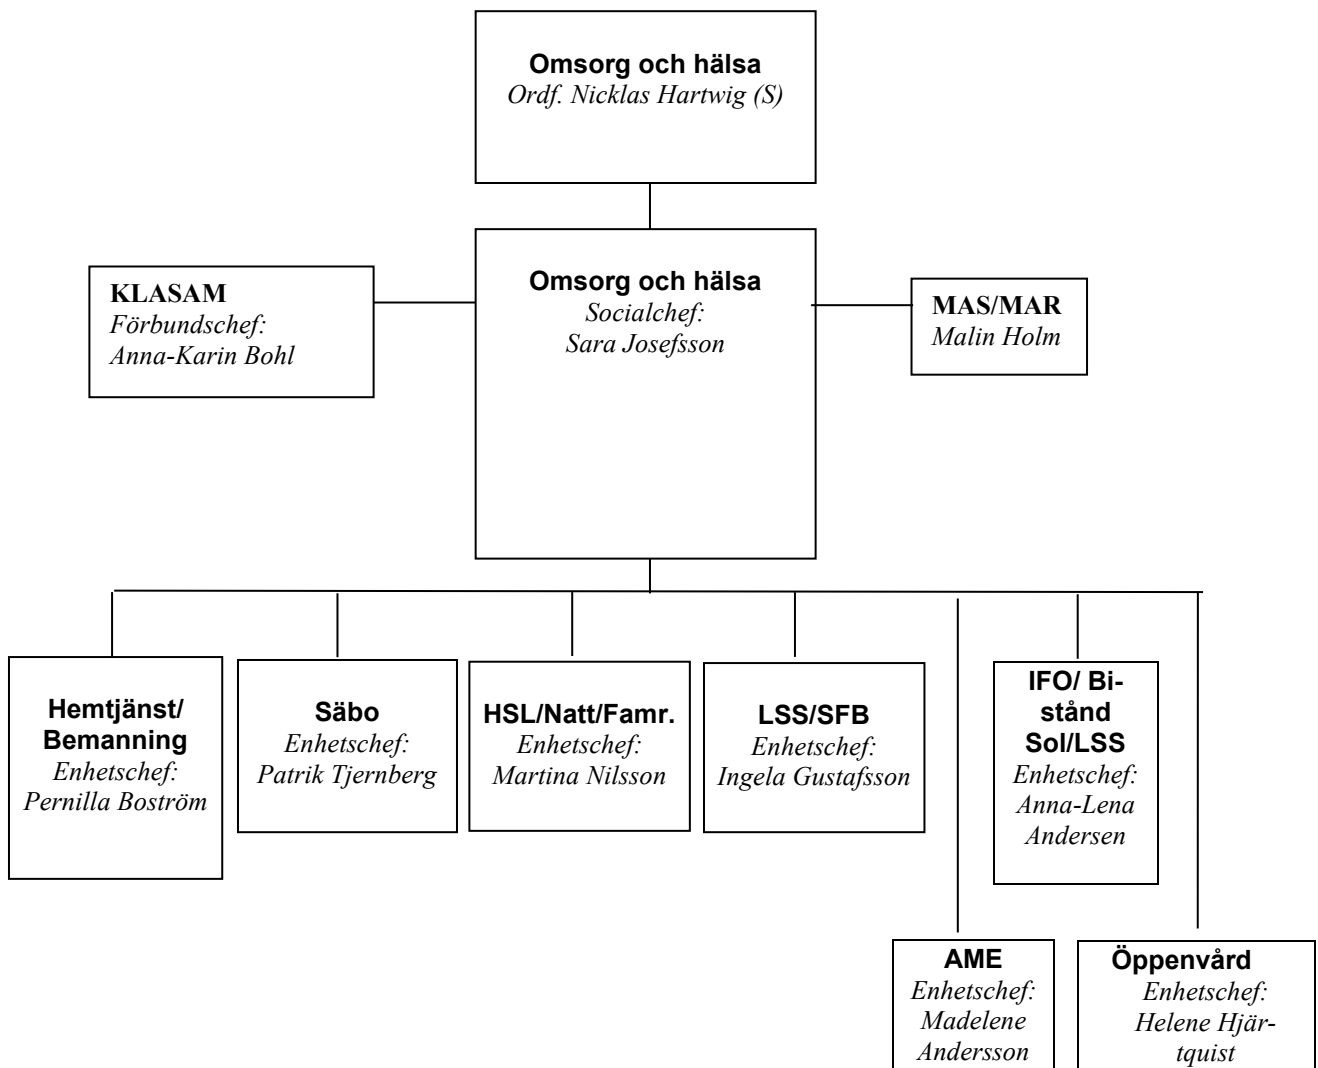 Omsorg och hälsa
Ordf. Nicklas Hartwig (S)
KLASAM
Förbundschef:
Anna-Karin Bohl
Omsorg och hälsa
Socialchef:
Sara Josefsson
MAS/MAR
Malin Holm
Hemtjänst/
Bemanning
Enhetschef:
Pernilla Boström
Säbo
Enhetschef:
Patrik Tjernberg
HSL/Natt/Famr.
Enhetschef:
Martina Nilsson
LSS/SFB
Enhetschef:
Ingela Gustafsson
IFO/ Bi-
stånd
Sol/LSS
Enhetschef:
Anna-Lena
Andersen
AME
Enhetschef:
Madelene
Andersson
Öppenvård
Enhetschef:
Helene Hjär-
tquist